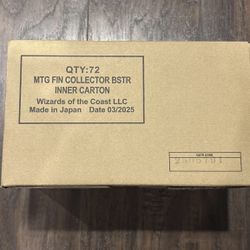 QTY:72
MTG FIN COLLECTOR BSTR
INNER CARTON
Wizards of the Coast LLC
Made in Japan Date 03/2025